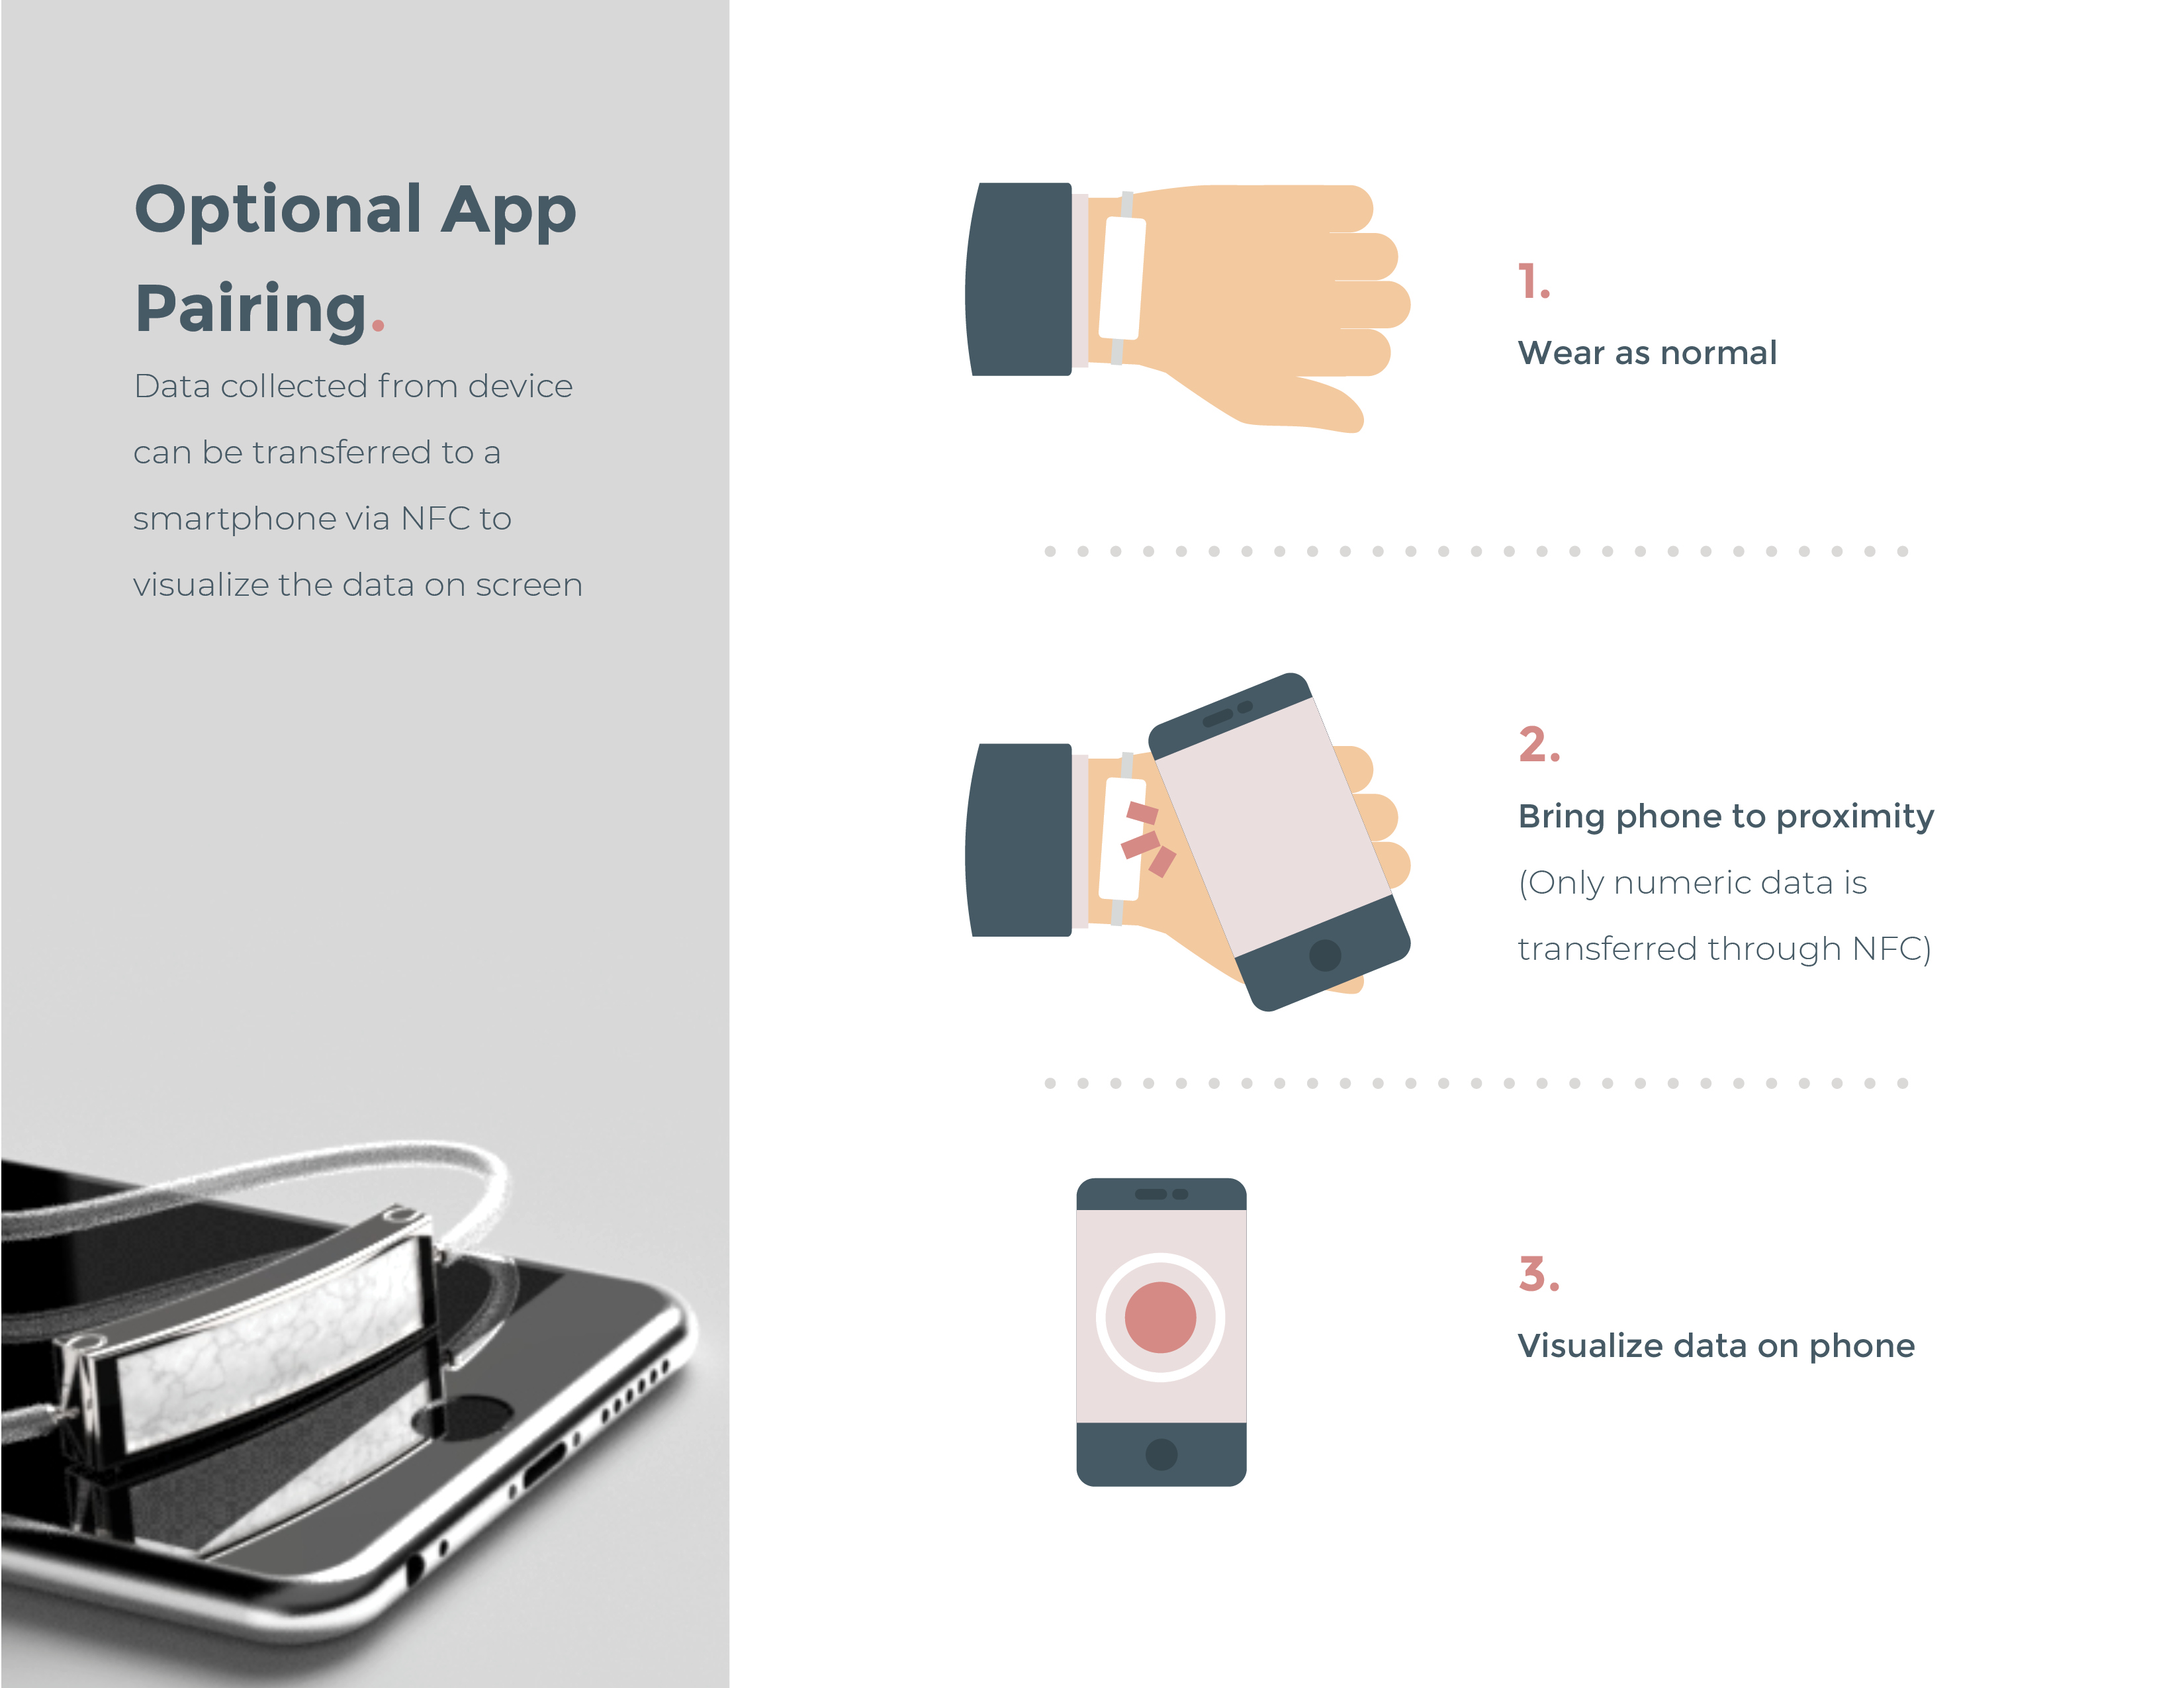 Optional App
Pairing.
Data collected from device
can be transferred to a
smartphone via NFC to
visualize the data on screen
1.
Wear as normal
2.
Bring phone to proximity
(Only numeric data is
transferred through NFC)
3.
Visualize data on phone